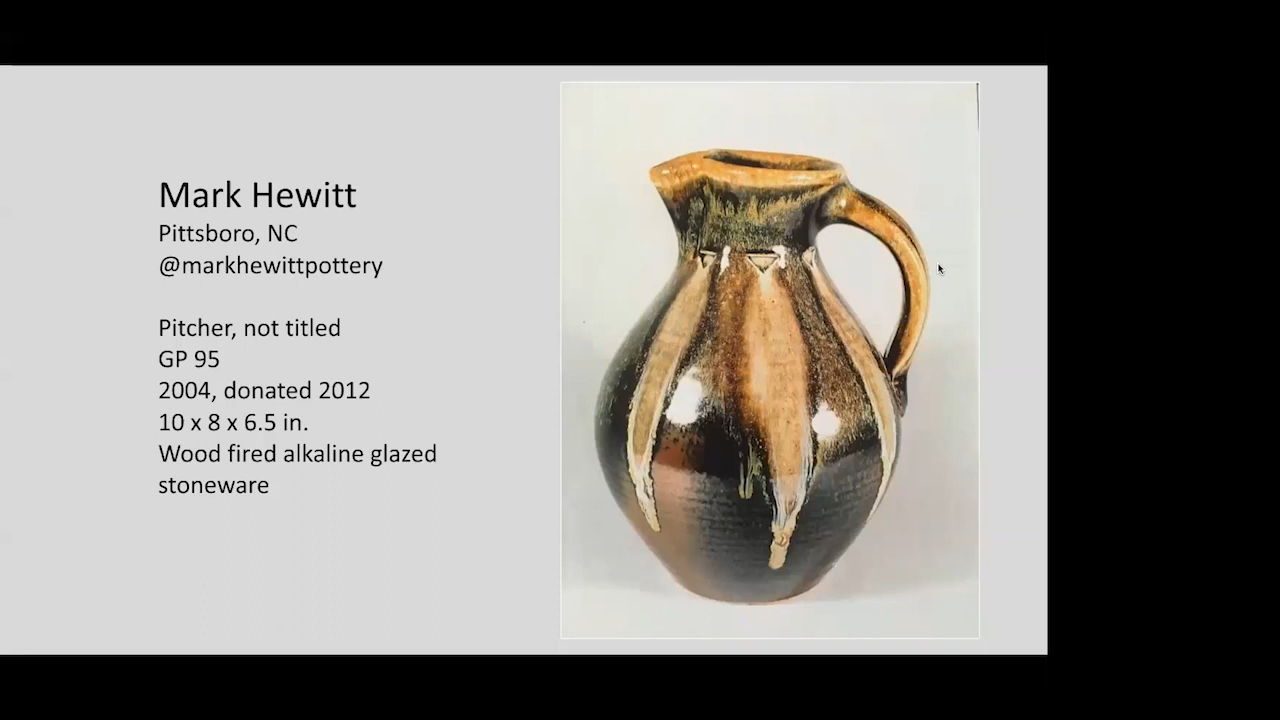 Mark Hewitt
Pittsboro, NC
@markhewittpottery
Pitcher, not titled
GP 95
2004, donated 2012
10 x 8 x 6.5 in.
Wood fired alkaline glazed
stoneware